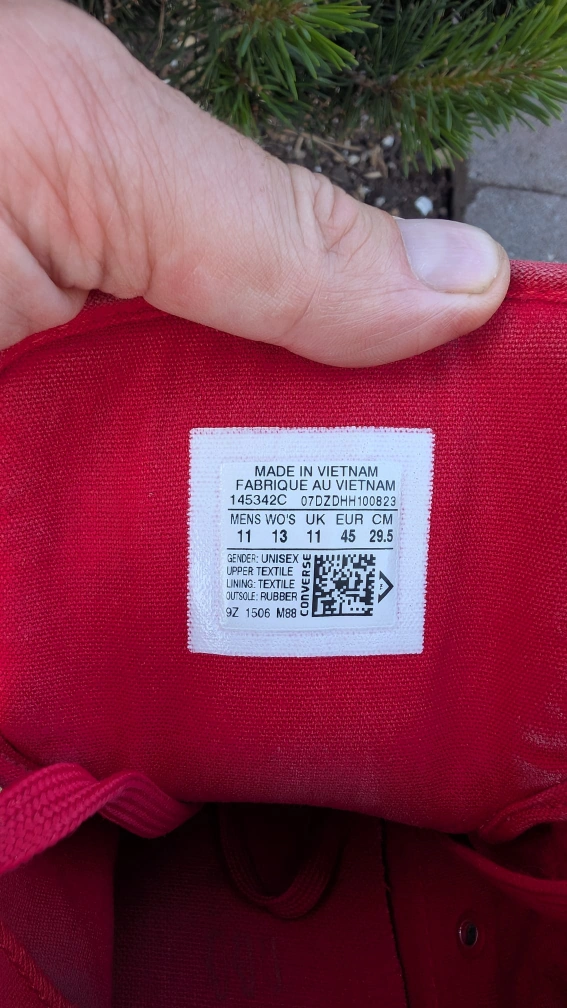 MADE IN VIETNAM
FABRIQUE AU VIETNAM
145342C 07DZDHH100823
MENS WO'S UK EUR CM
11 13 11 45 29.5
GENDER: UNISEX
UPPER TEXTILE
LINING: TEXTILE
OUTSOLE: RUBBER
9Z 1506 M88
CONVERSE